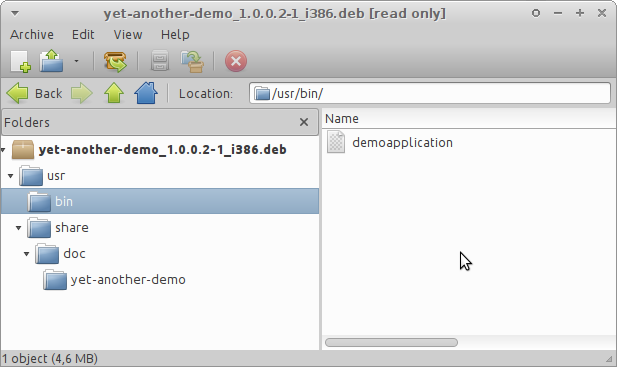 yet-another-demo_1.0.0.2-1_i386.deb [read only]
Archive Edit View Help
Back Location: /usr/bin/
Folders
Name
yet-another-demo_1.0.0.2-1_i386.deb
demoapplication
usr
bin
share
doc
yet-another-demo
1 object (4,6 MB)